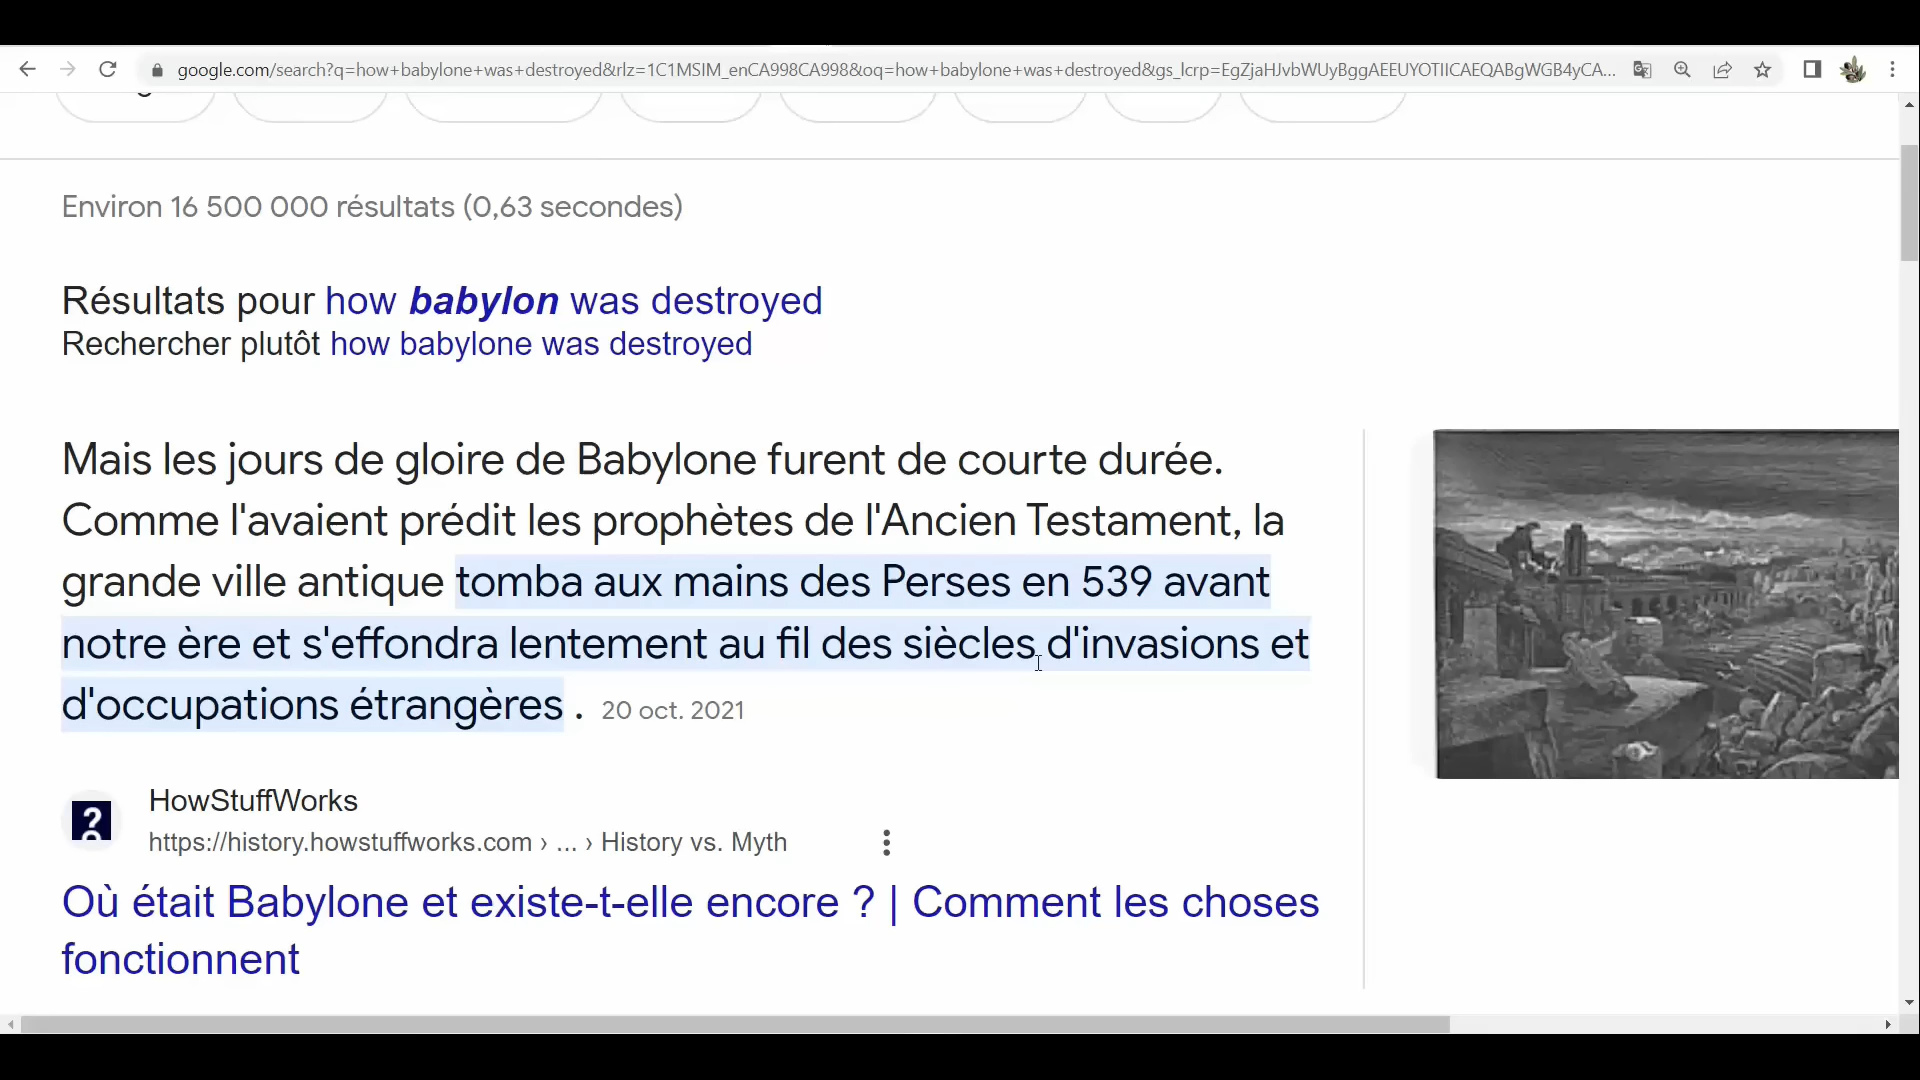 google.com/search?q=how+babylone+was+destroyed&rlz=1C1MSIM_enCA998CA998&oq=how+babylone+was+destroyed&gs_lcrp=EgZjaHJvbWUyBggAEEUYOTIICAEQABgWGB4yCA...
Environ 16 500 000 résultats (0,63 secondes)
Résultats pour how babylon was destroyed
Rechercher plutôt how babylone was destroyed
Mais les jours de gloire de Babylone furent de courte durée.
Comme l'avaient prédit les prophètes de l'Ancien Testament, la
grande ville antique tomba aux mains des Perses en 539 avant
notre ère et s'effondra lentement au fil des siècles d'invasions et
d'occupations étrangères . 20 oct. 2021
HowStuffWorks
https://history.howstuffworks.com › ... › History vs. Myth
Où était Babylone et existe-t-elle encore ? | Comment les choses
fonctionnent